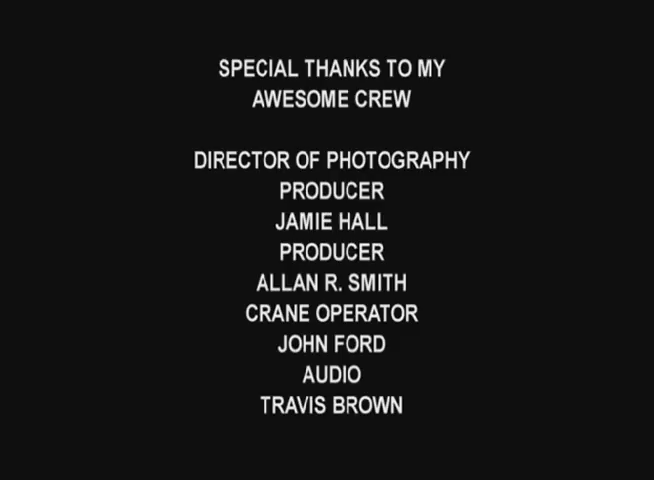 SPECIAL THANKS TO MY
AWESOME CREW
DIRECTOR OF PHOTOGRAPHY
PRODUCER
JAMIE HALL
PRODUCER
ALLAN R. SMITH
CRANE OPERATOR
JOHN FORD
AUDIO
TRAVIS BROWN